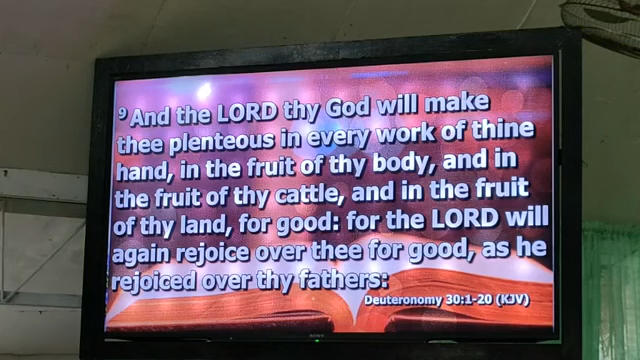 ⁹ And the LORD thy God will make
thee plenteous in every work of thine
hand, in the fruit of thy body, and in
the fruit of thy cattle, and in the fruit
of thy land, for good: for the LORD will
again rejoice over thee for good, as he
rejoiced over thy fathers:
Deuteronomy 30:1-20 (KJV)
SONY